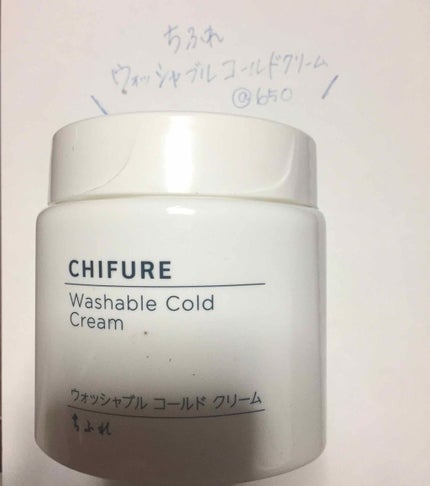 ちふれ
ウォッシャブル コールドクリーム
@650
CHIFURE
Washable Cold
Cream
ウォッシャブル コールド クリーム
ちふれ